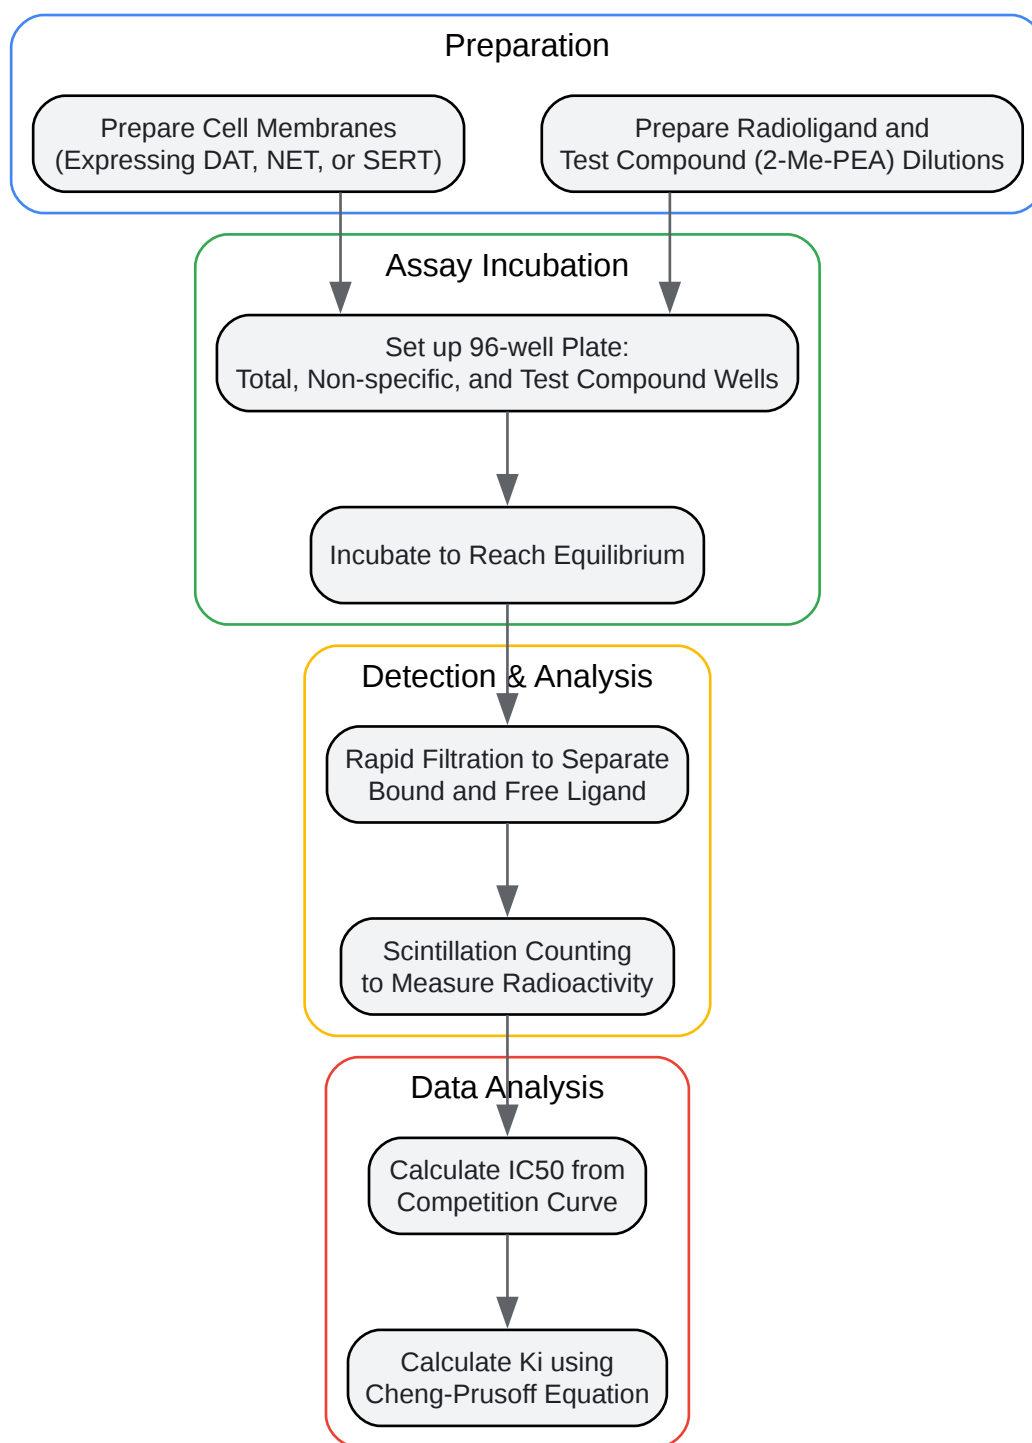 Preparation
Prepare Cell Membranes
(Expressing DAT, NET, or SERT)
Prepare Radioligand and
Test Compound (2-Me-PEA) Dilutions
Assay Incubation
Set up 96-well Plate:
Total, Non-specific, and Test Compound Wells
Incubate to Reach Equilibrium
Detection & Analysis
Rapid Filtration to Separate
Bound and Free Ligand
Scintillation Counting
to Measure Radioactivity
Data Analysis
Calculate IC50 from
Competition Curve
Calculate Ki using
Cheng-Prusoff Equation